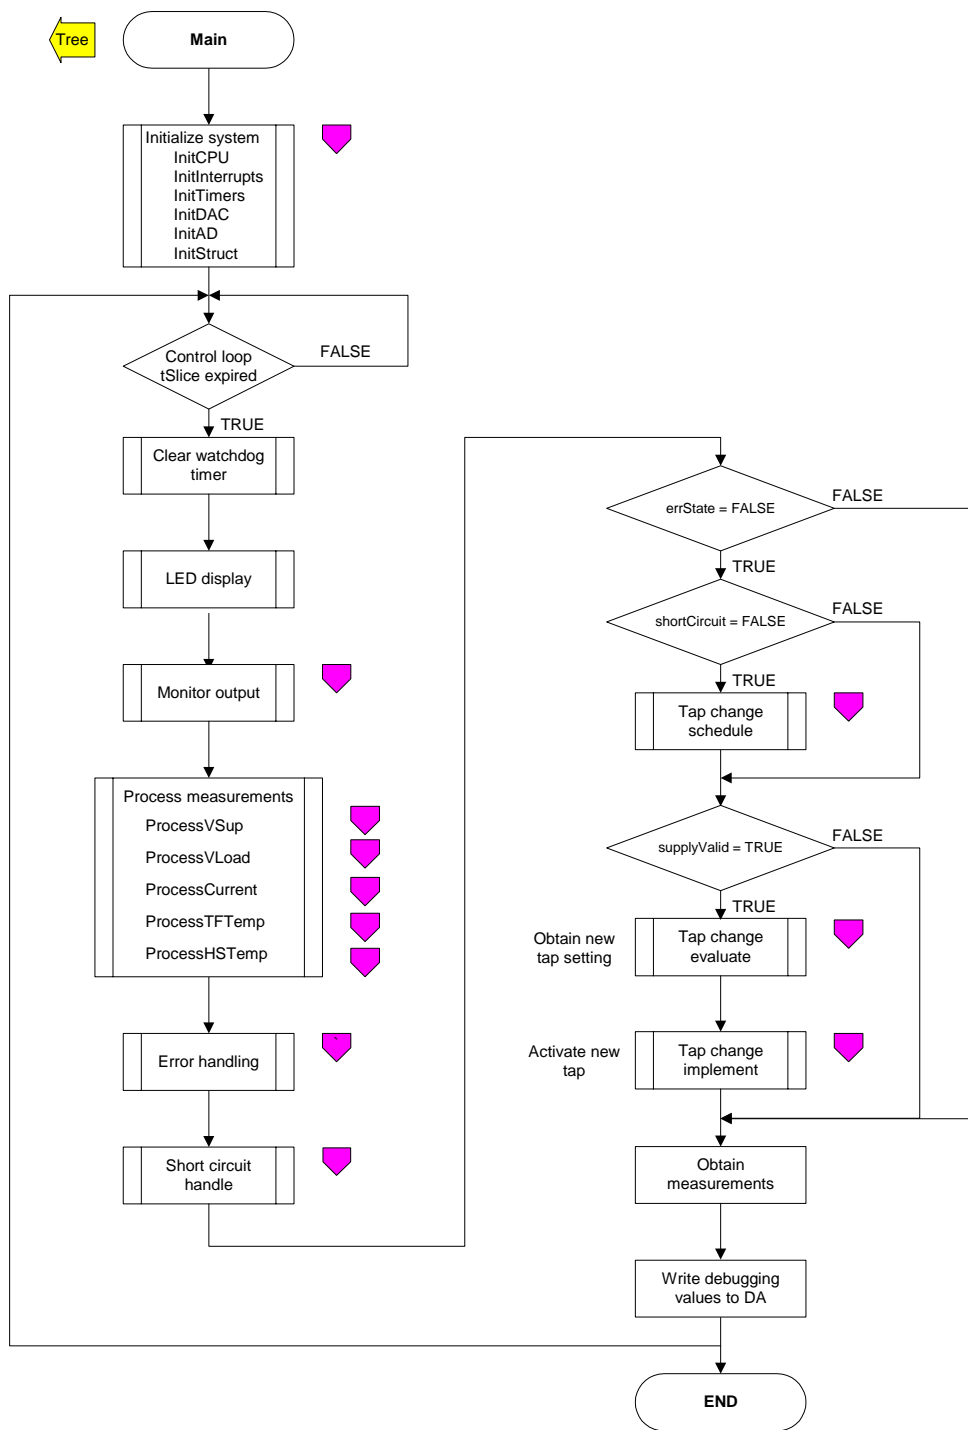 Tree
Main
Initialize system
InitCPU
InitInterrupts
InitTimers
InitDAC
InitAD
InitStruct
Control loop
tSlice expired
FALSE
TRUE
Clear watchdog
timer
LED display
Monitor output
Process measurements
ProcessVSup
ProcessVLoad
ProcessCurrent
ProcessTFTemp
ProcessHSTemp
Error handling
Short circuit
handle
errState = FALSE
FALSE
TRUE
shortCircuit = FALSE
FALSE
TRUE
Tap change
schedule
supplyValid = TRUE
FALSE
TRUE
Obtain new
tap setting
Tap change
evaluate
Activate new
tap
Tap change
implement
Obtain
measurements
Write debugging
values to DA
END